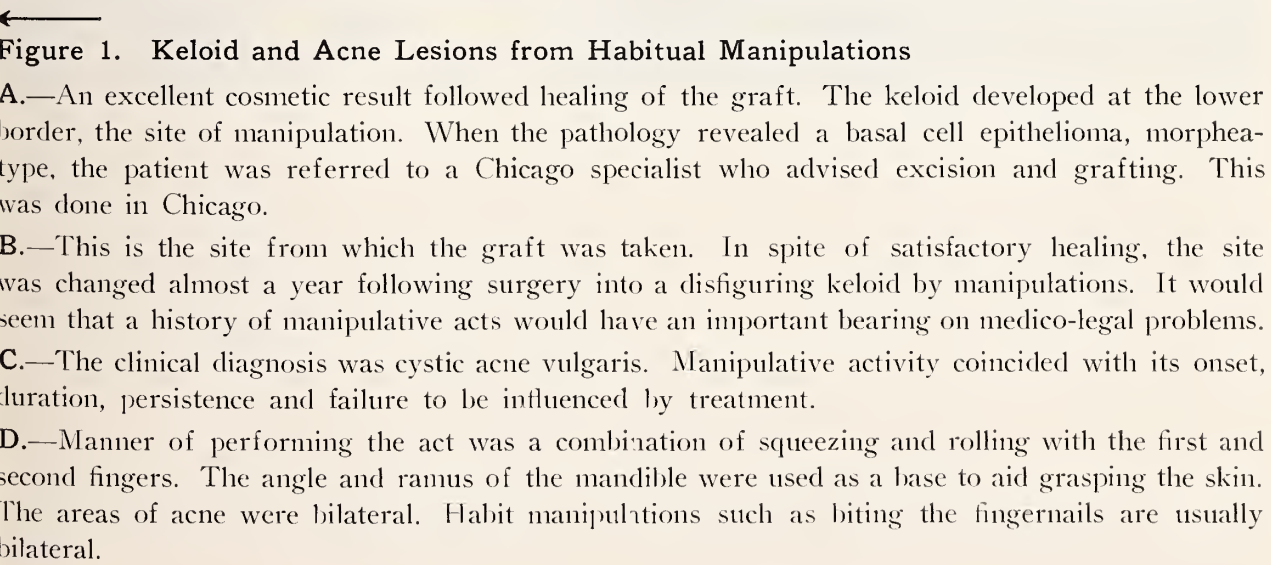 Figure 1. Keloid and Acne Lesions from Habitual Manipulations
A.—An excellent cosmetic result followed healing of the graft. The keloid developed at the lower
border, the site of manipulation. When the pathology revealed a basal cell epithelioma, morphea-
type, the patient was referred to a Chicago specialist who advised excision and grafting. This
was done in Chicago.
B.—This is the site from which the graft was taken. In spite of satisfactory healing, the site
was changed almost a year following surgery into a disfiguring keloid by manipulations. It would
seem that a history of manipulative acts would have an important bearing on medico-legal problems.
C.—The clinical diagnosis was cystic acne vulgaris. Manipulative activity coincided with its onset,
duration, persistence and failure to be influenced by treatment.
D.—Manner of performing the act was a combination of squeezing and rolling with the first and
second fingers. The angle and ramus of the mandible were used as a base to aid grasping the skin.
The areas of acne were bilateral. Habit manipulations such as biting the fingernails are usually
bilateral.